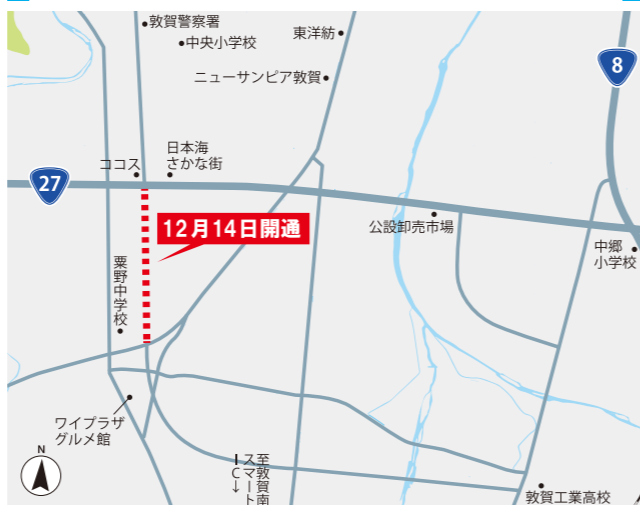 敦賀警察署
中央小学校
東洋紡
ニューサンピア敦賀
8
日本海
さかな街
ココス
27
12月14日開通
公設卸売市場
中郷
小学校
粟野中学校
ワイプラザ
グルメ館
至敦賀南
スマート
IC↓
敦賀工業高校
N